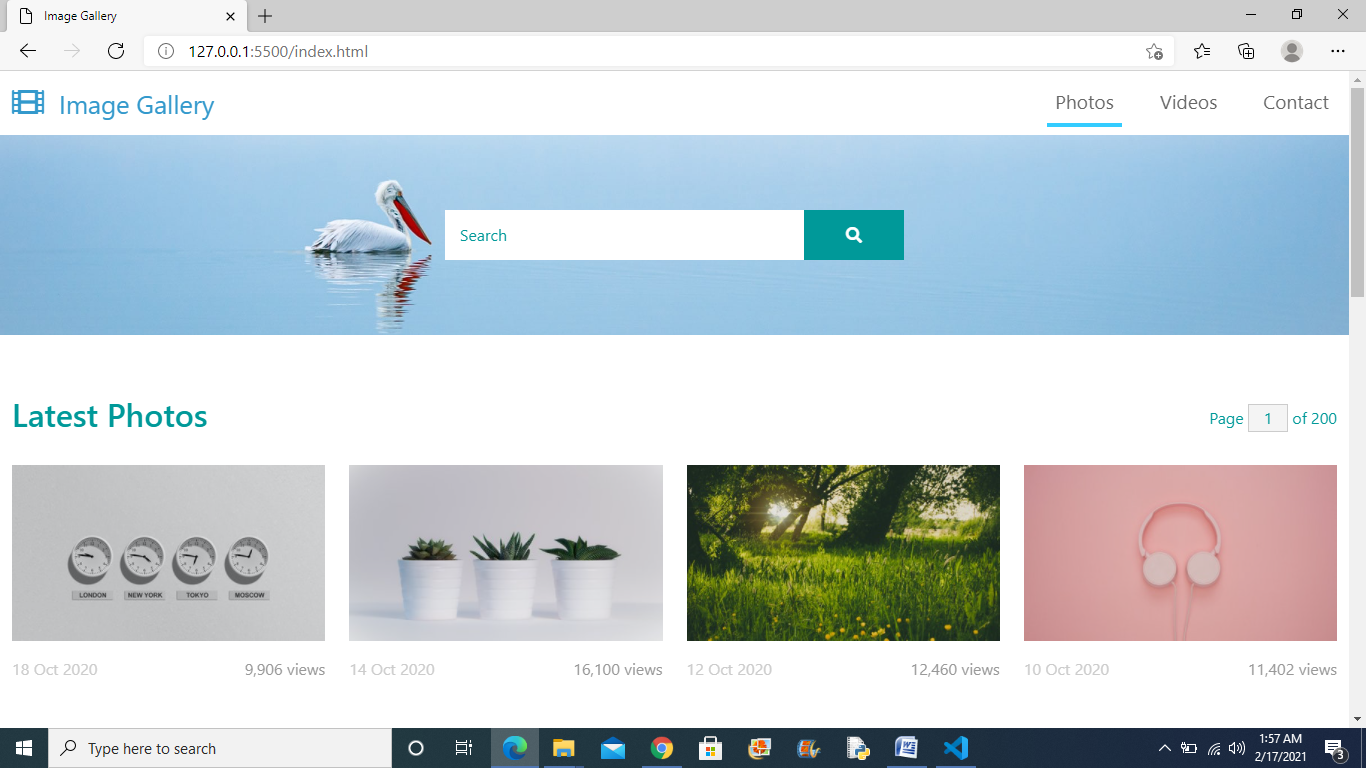 Image Gallery
127.0.0.1:5500/index.html
Image Gallery
Photos Videos Contact
Search
Latest Photos
Page 1 of 200
LONDON NEW YORK TOKYO MOSCOW
18 Oct 2020 9,906 views
14 Oct 2020 16,100 views
12 Oct 2020 12,460 views
10 Oct 2020 11,402 views
Type here to search
W
1:57 AM
2/17/2021
3